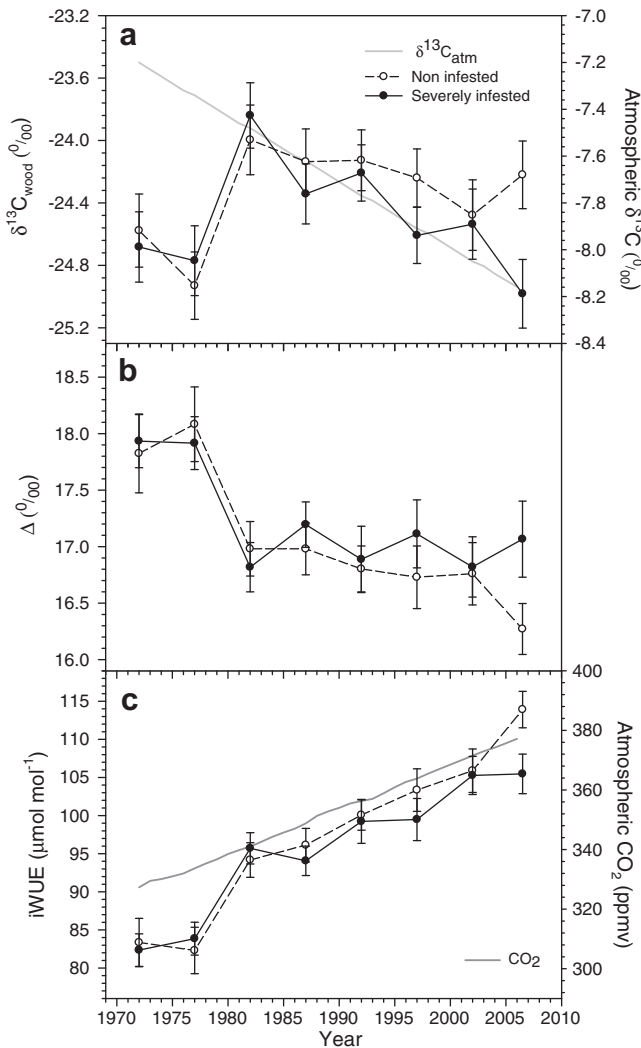 a
-23.2
-23.6
-24.0
-24.4
-24.8
-25.2
δ13Cwood (0/00)
-7.0
-7.2
-7.4
-7.6
-7.8
-8.0
-8.2
-8.4
Atmospheric δ13C (0/00)
δ13Catm
Non infested
Severely infested
b
18.5
18.0
17.5
17.0
16.5
16.0
Δ (0/00)
c
115
110
105
100
95
90
85
80
iWUE (μmol mol-1)
400
380
360
340
320
300
Atmospheric CO2 (ppmv)
CO2
1970 1975 1980 1985 1990 1995 2000 2005 2010
Year